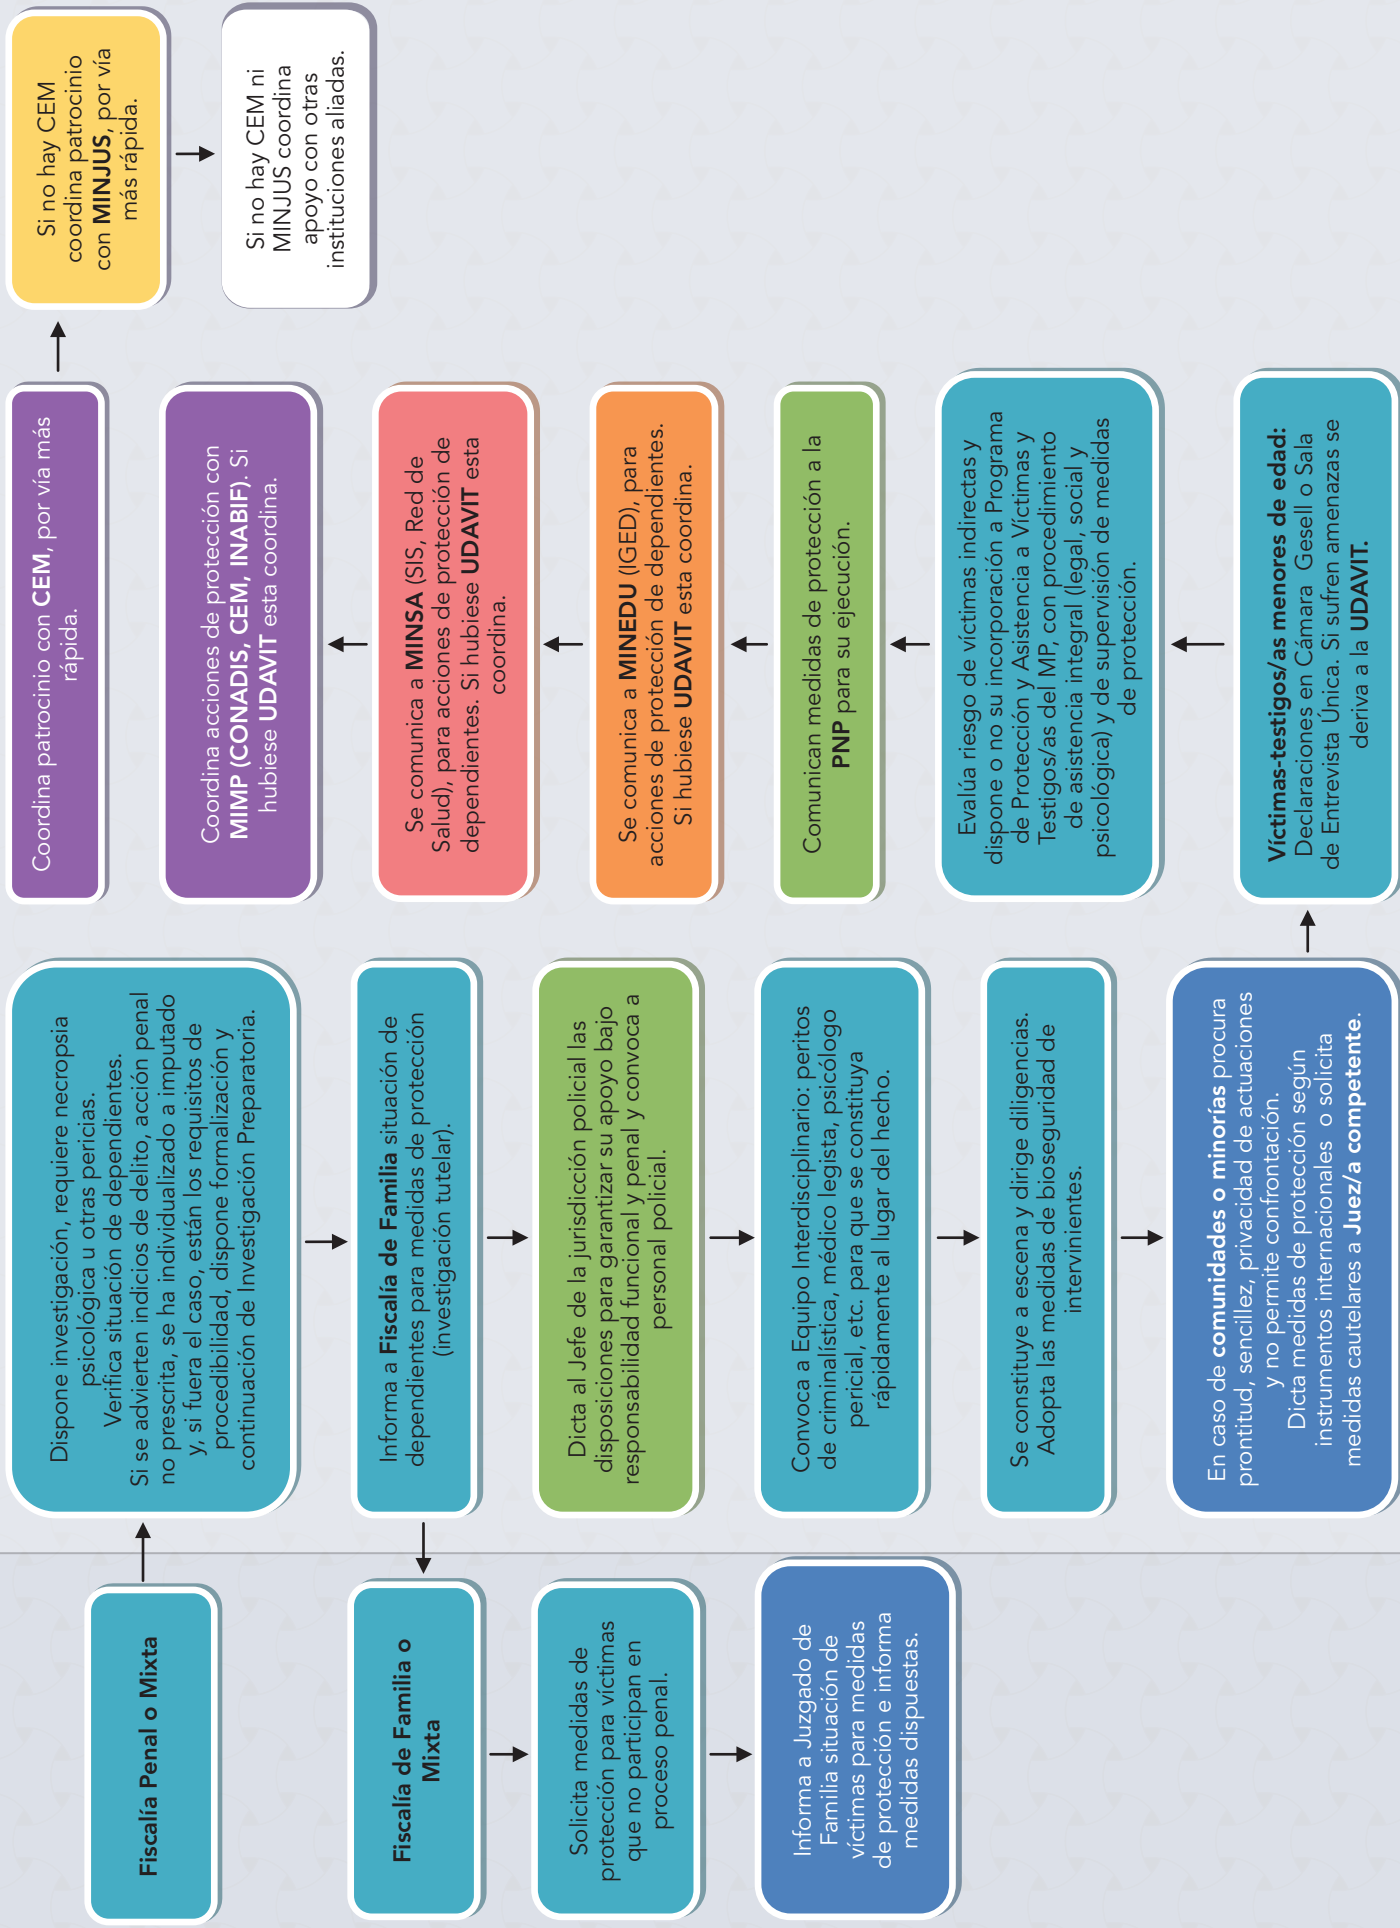 Fiscalía Penal o Mixta
Fiscalía de Familia o
Mixta
Solicita medidas de
protección para víctimas
que no participan en
proceso penal.
Informa a Juzgado de
Familia situación de
víctimas para medidas
de protección e informa
medidas dispuestas.
Dispone investigación, requiere necropsia
psicológica u otras pericias.
Verifica situación de dependientes.
Si se advierten indicios de delito, acción penal
no prescrita, se ha individualizado a imputado
y, si fuera el caso, están los requisitos de
procedibilidad, dispone formalización y
continuación de Investigación Preparatoria.
Informa a Fiscalía de Familia situación de
dependientes para medidas de protección
(investigación tutelar).
Dicta al Jefe de la jurisdicción policial las
disposiciones para garantizar su apoyo bajo
responsabilidad funcional y penal y convoca a
personal policial.
Convoca a Equipo Interdisciplinario: peritos
de criminalística, médico legista, psicólogo
pericial, etc. para que se constituya
rápidamente al lugar del hecho.
Se constituye a escena y dirige diligencias.
Adopta las medidas de bioseguridad de
intervinientes.
En caso de comunidades o minorías procura
prontitud, sencillez, privacidad de actuaciones
y no permite confrontación.
Dicta medidas de protección según
instrumentos internacionales o solicita
medidas cautelares a Juez/a competente.
Víctimas-testigos/as menores de edad:
Declaraciones en Cámara Gesell o Sala
de Entrevista Única. Si sufren amenazas se
deriva a la UDAVIT.
Evalúa riesgo de víctimas indirectas y
dispone o no su incorporación a Programa
de Protección y Asistencia a Víctimas y
Testigos/as del MP, con procedimiento
de asistencia integral (legal, social y
psicológica) y de supervisión de medidas
de protección.
Comunican medidas de protección a la
PNP para su ejecución.
Se comunica a MINEDU (IGED), para
acciones de protección de dependientes.
Si hubiese UDAVIT esta coordina.
Se comunica a MINSA (SIS, Red de
Salud), para acciones de protección de
dependientes. Si hubiese UDAVIT esta
coordina.
Coordina acciones de protección con
MIMP (CONADIS, CEM, INABIF). Si
hubiese UDAVIT esta coordina.
Coordina patrocinio con CEM, por vía más
rápida.
Si no hay CEM
coordina patrocinio
con MINJUS, por vía
más rápida.
Si no hay CEM ni
MINJUS coordina
apoyo con otras
instituciones aliadas.